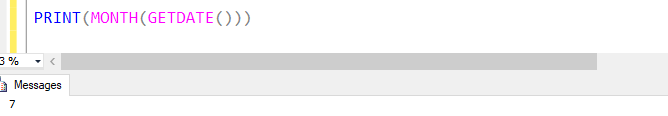 PRINT(MONTH(GETDATE()))
3 %
Messages
7